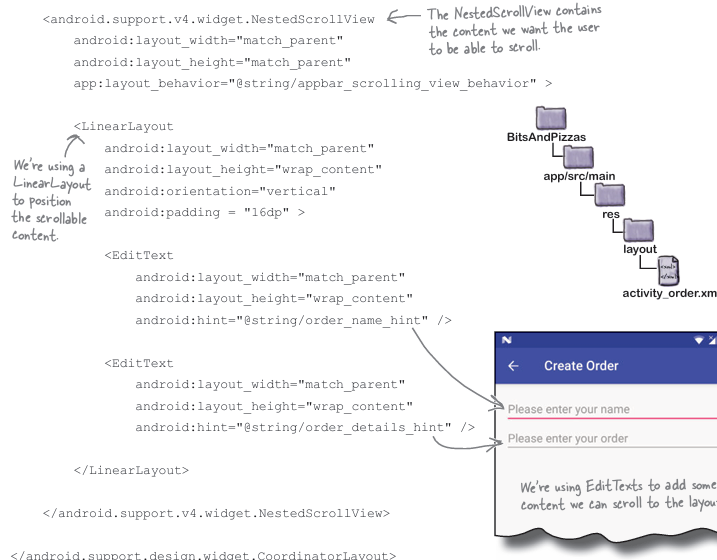 <android.support.v4.widget.NestedScrollView
The NestedScrollView contains
the content we want the user
to be able to scroll.
android:layout_width="match_parent"
android:layout_height="match_parent"
app:layout_behavior="@string/appbar_scrolling_view_behavior" >
<LinearLayout
android:layout_width="match_parent"
android:layout_height="wrap_content"
android:orientation="vertical"
android:padding = "16dp" >
We're using a
LinearLayout
to position
the scrollable
content.
BitsAndPizzas
app/src/main
res
layout
<xml>
</xml>
activity_order.xm
<EditText
android:layout_width="match_parent"
android:layout_height="wrap_content"
android:hint="@string/order_name_hint" />
<EditText
android:layout_width="match_parent"
android:layout_height="wrap_content"
android:hint="@string/order_details_hint" />
Create Order
Please enter your name
Please enter your order
We're using EditTexts to add some
content we can scroll to the layou
</LinearLayout>
</android.support.v4.widget.NestedScrollView>
</android.support.design.widget.CoordinatorLayout>